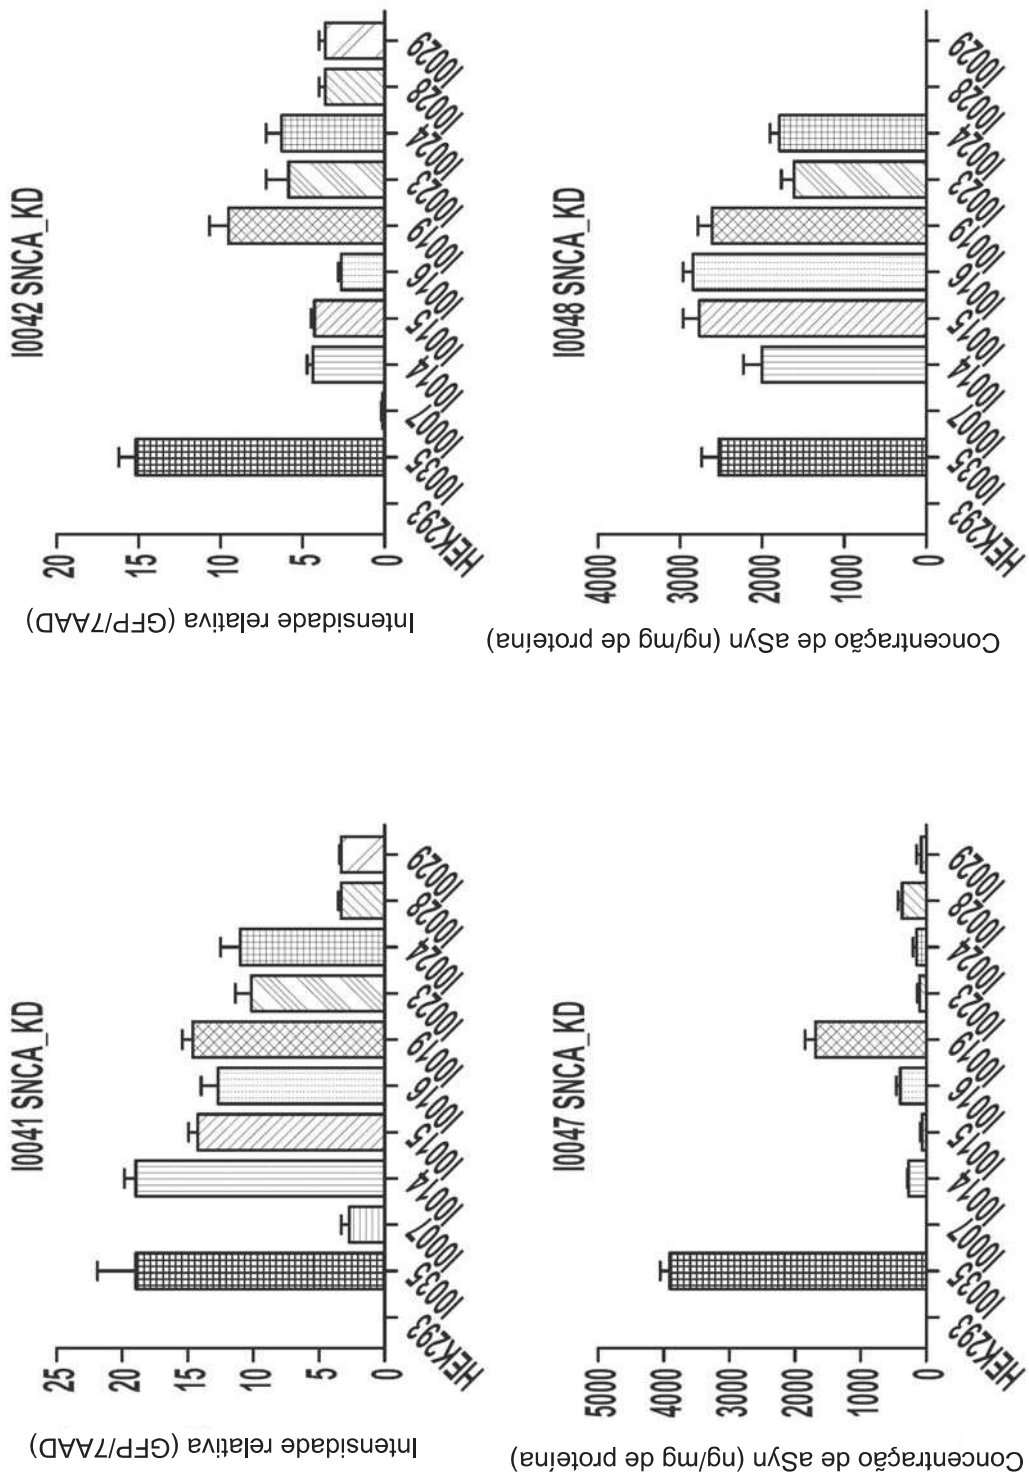 I0041 SNCA_KD
Intensidade relativa (GFP/7AAD)
25
20
15
10
5
0
HEK293
I0035
I0007
I0014
I0015
I0016
I0019
I0023
I0024
I0028
I0029
I0042 SNCA_KD
Intensidade relativa (GFP/7AAD)
20
15
10
5
0
HEK293
I0035
I0007
I0014
I0015
I0016
I0019
I0023
I0024
I0028
I0029
I0047 SNCA_KD
Concentração de aSyn (ng/mg de proteína)
5000
4000
3000
2000
1000
0
HEK293
I0035
I0007
I0014
I0015
I0016
I0019
I0023
I0024
I0028
I0029
I0048 SNCA_KD
Concentração de aSyn (ng/mg de proteína)
4000
3000
2000
1000
0
HEK293
I0035
I0007
I0014
I0015
I0016
I0019
I0023
I0024
I0028
I0029